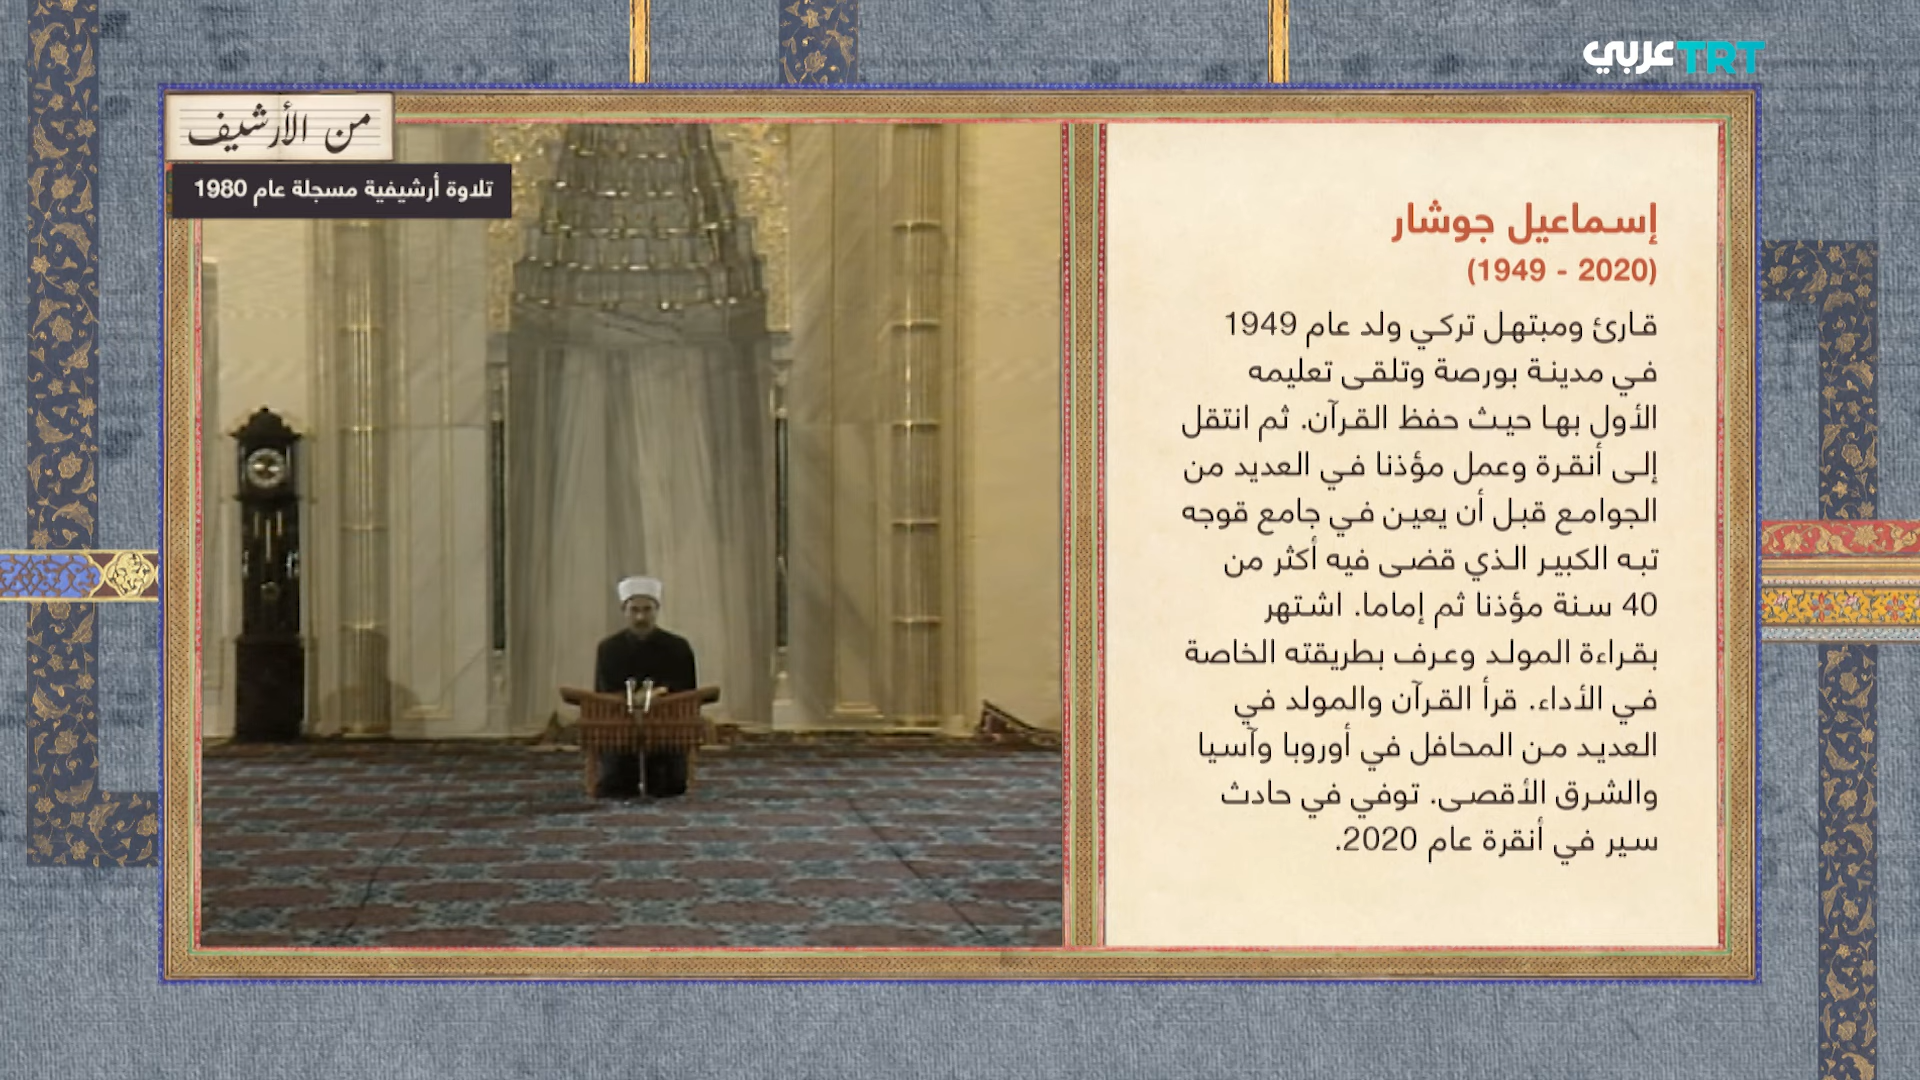 TRT عربي
من الأرشيف
تلاوة أرشيفية مسجلة عام 1980
إسماعيل جوشار
(1949 - 2020)
قارئ ومبتهل تركي ولد عام 1949
في مدينة بورصة وتلقى تعليمه
الأول بها حيث حفظ القرآن. ثم انتقل
إلى أنقرة وعمل مؤذنا في العديد من
الجوامع قبل أن يعين في جامع قوجه
تبه الكبير الذي قضى فيه أكثر من
40 سنة مؤذنا ثم إماما. اشتهر
بقراءة المولد وعرف بطريقته الخاصة
في الأداء. قرأ القرآن والمولد في
العديد من المحافل في أوروبا وآسيا
والشرق الأقصى. توفي في حادث
سير في أنقرة عام 2020.